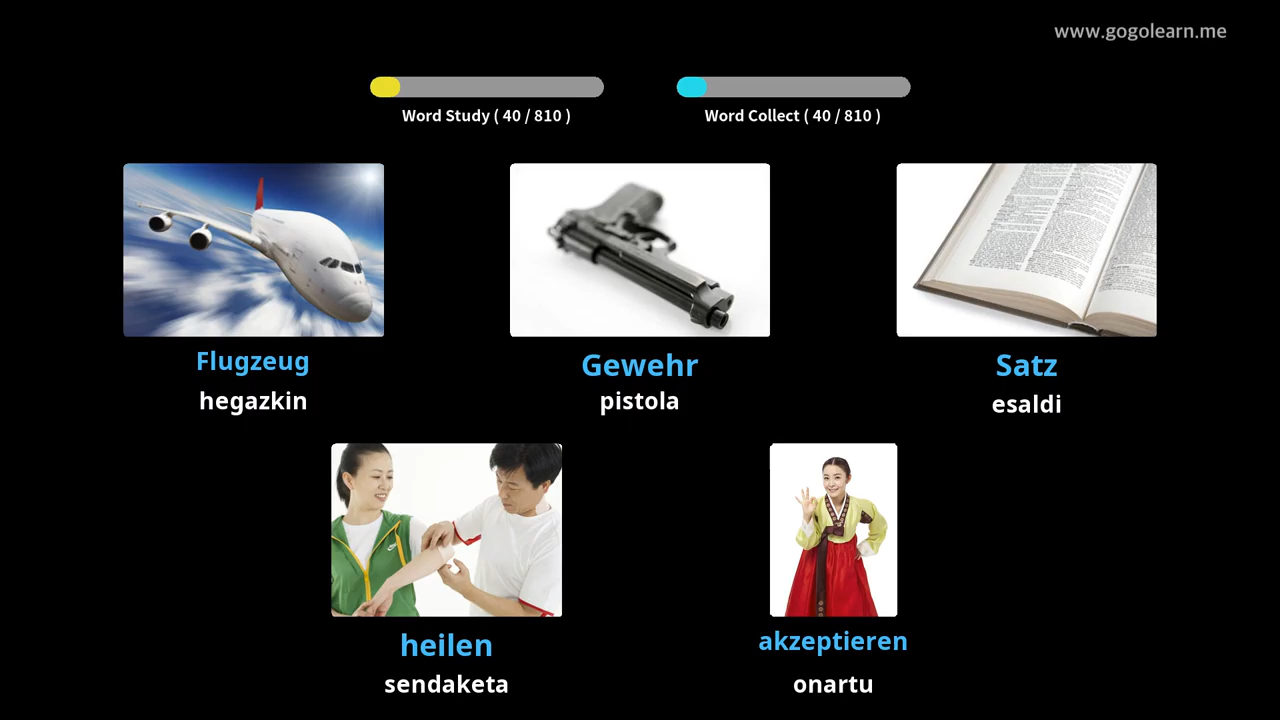 www.gogolearn.me
Word Study ( 40 / 810 )
Word Collect ( 40 / 810 )
Flugzeug
hegazkin
Gewehr
pistola
Satz
esaldi
heilen
sendaketa
akzeptieren
onartu